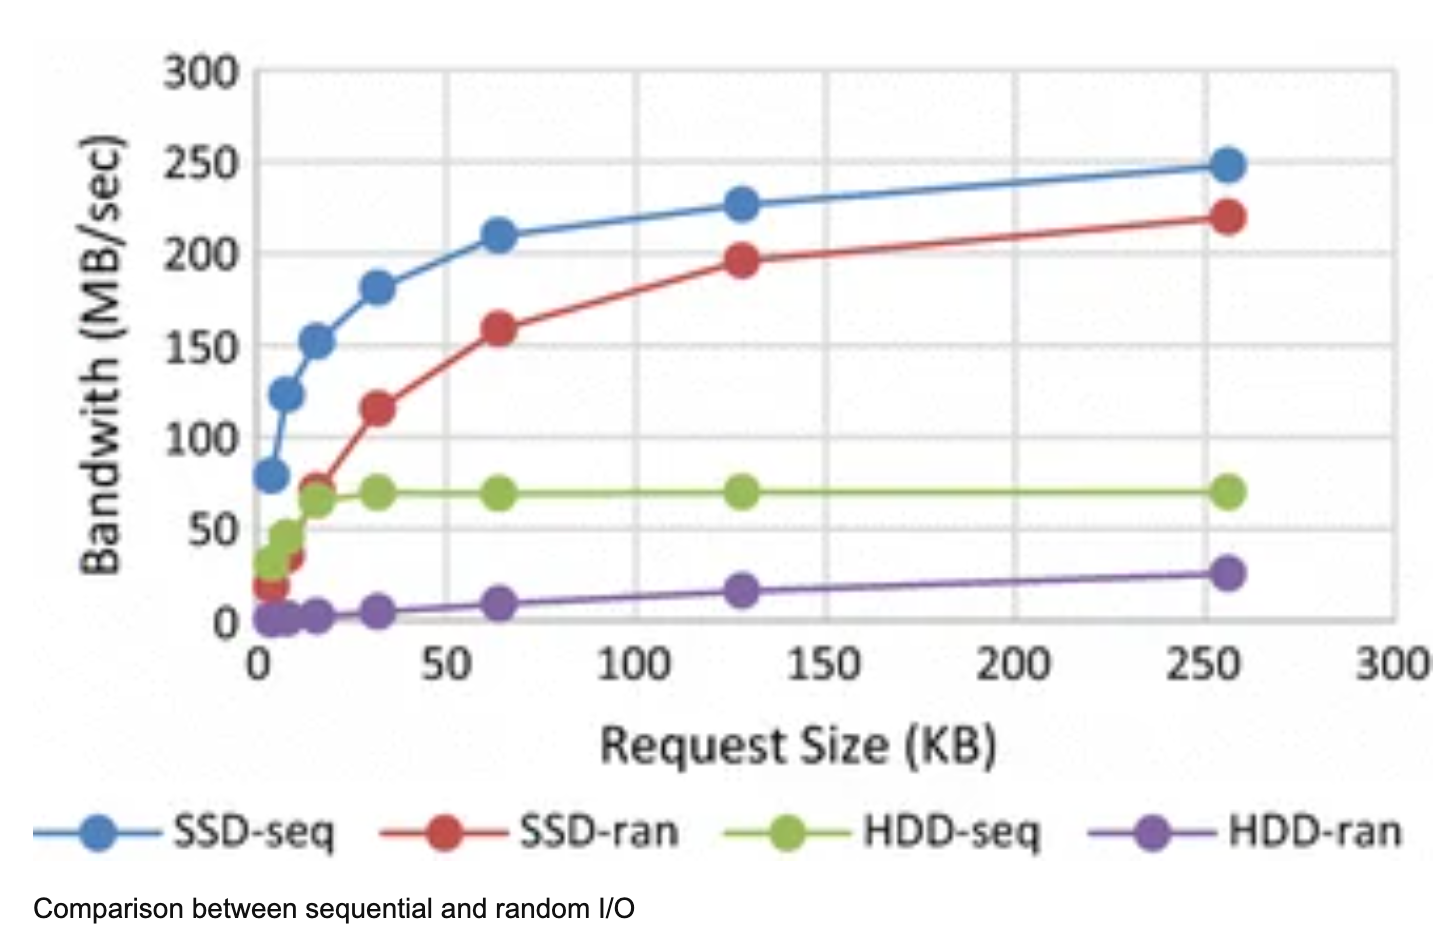 300
250
200
150
100
50
0
Bandwith (MB/sec)
0 50 100 150 200 250 300
Request Size (KB)
SSD-seq SSD-ran HDD-seq HDD-ran
Comparison between sequential and random I/O